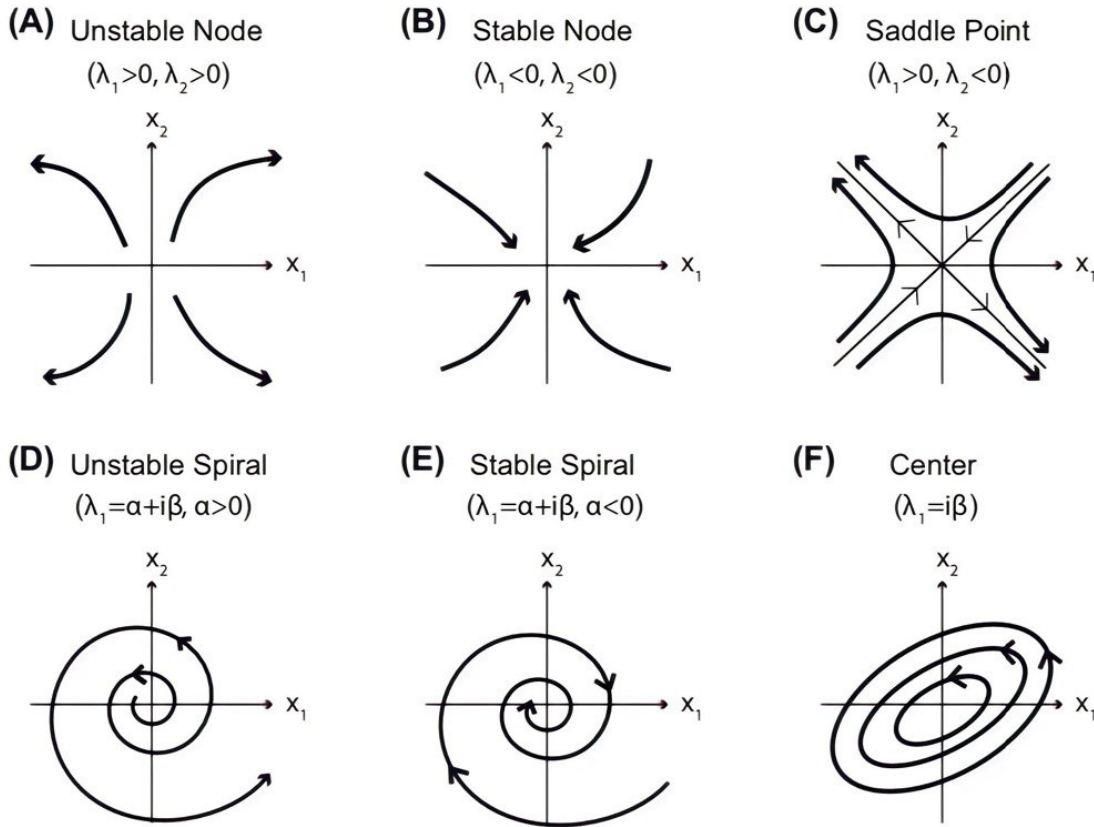 (A) Unstable Node
(λ₁>0, λ₂>0)
x₂
x₁
(B) Stable Node
(λ₁<0, λ₂<0)
x₂
x₁
(C) Saddle Point
(λ₁>0, λ₂<0)
x₂
x₁
(D) Unstable Spiral
(λ₁=α+iβ, α>0)
x₂
x₁
(E) Stable Spiral
(λ₁=α+iβ, α<0)
x₂
x₁
(F) Center
(λ₁=iβ)
x₂
x₁